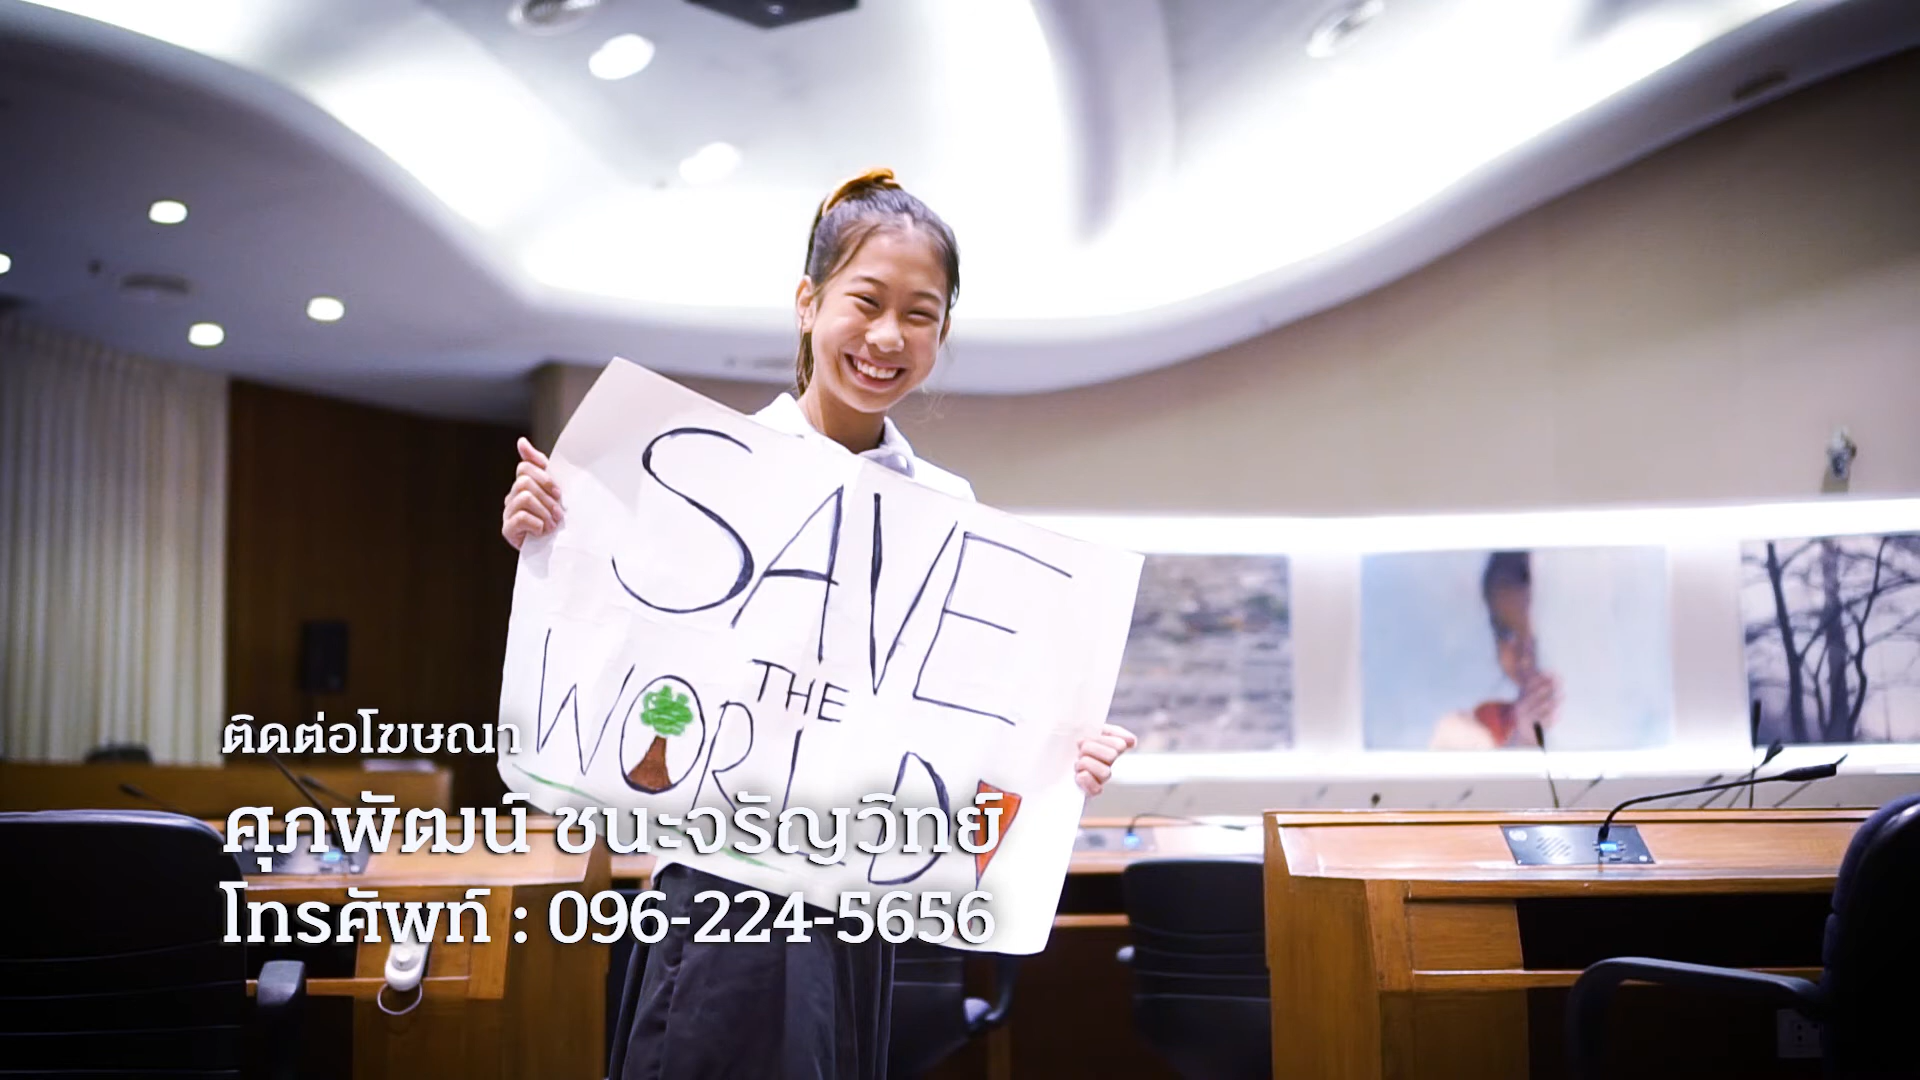 SAVE
THE
WORLD!
ติดต่อโฆษณา
ศุภพัฒน์ ชนะจรัญวิทย์
โทรศัพท์ : 096-224-5656